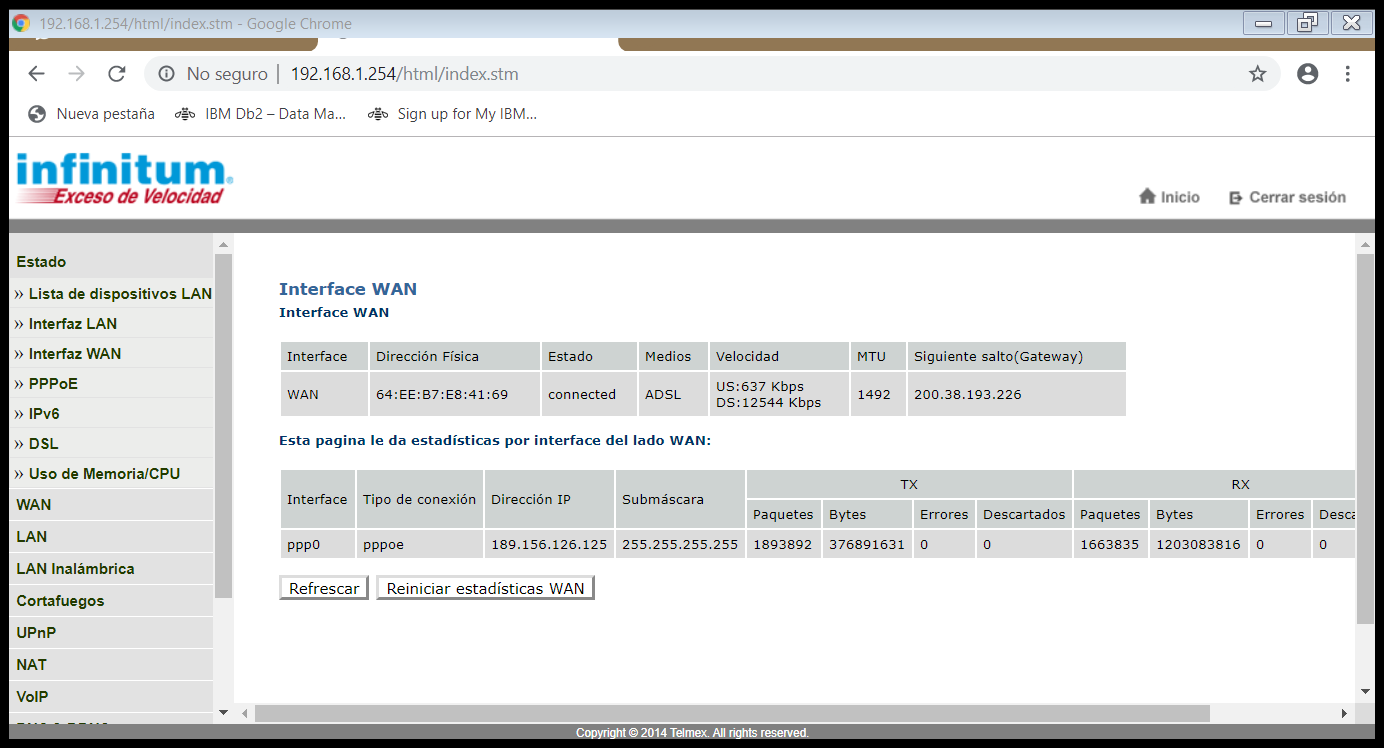 192.168.1.254/html/index.stm - Google Chrome
No seguro | 192.168.1.254/html/index.stm
Nueva pestaña IBM Db2 – Data Ma... Sign up for My IBM...
infinitum®
Exceso de Velocidad
Inicio Cerrar sesión
Estado
» Lista de dispositivos LAN
» Interfaz LAN
» Interfaz WAN
» PPPoE
» IPv6
» DSL
» Uso de Memoria/CPU
WAN
LAN
LAN Inalámbrica
Cortafuegos
UPnP
NAT
VoIP
Interface WAN
Interface WAN
Interface Dirección Física Estado Medios Velocidad MTU Siguiente salto(Gateway)
WAN 64:EE:B7:E8:41:69 connected ADSL US:637 Kbps DS:12544 Kbps 1492 200.38.193.226
Esta pagina le da estadísticas por interface del lado WAN:
Interface Tipo de conexión Dirección IP Submáscara TX RX
Paquetes Bytes Errores Descartados Paquetes Bytes Errores Desca
ppp0 pppoe 189.156.126.125 255.255.255.255 1893892 376891631 0 0 1663835 1203083816 0 0
Refrescar Reiniciar estadísticas WAN
Copyright © 2014 Telmex. All rights reserved.